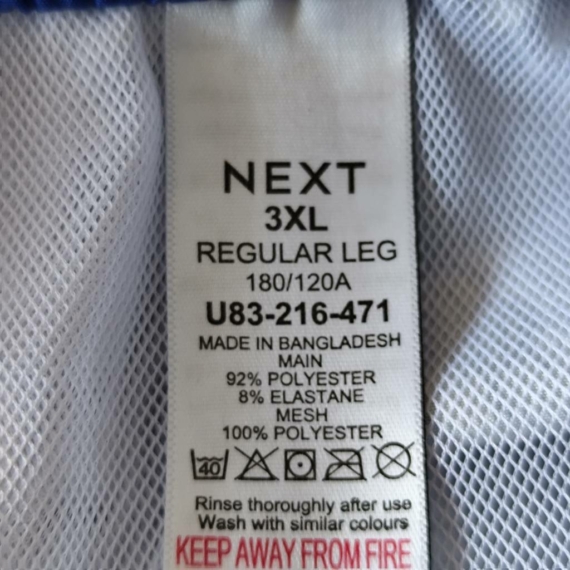 NEXT
3XL
REGULAR LEG
180/120A
U83-216-471
MADE IN BANGLADESH
MAIN
92% POLYESTER
8% ELASTANE
MESH
100% POLYESTER
40
Rinse thoroughly after use
Wash with similar colours
KEEP AWAY FROM FIRE